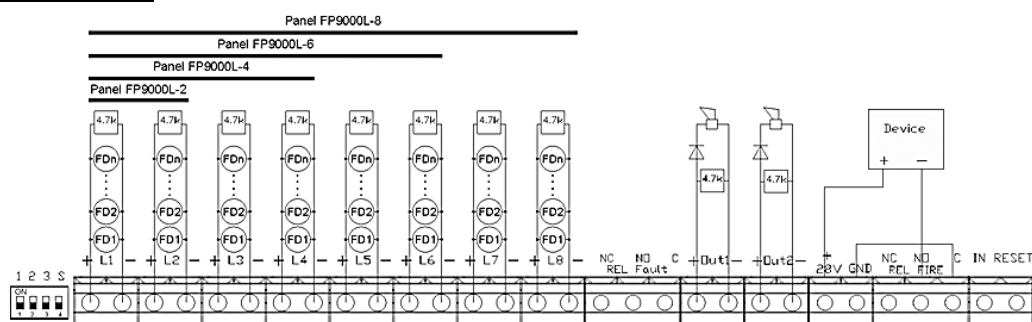 Panel FP9000L-8
Panel FP9000L-6
Panel FP9000L-4
Panel FP9000L-2
4.7k 4.7k 4.7k 4.7k 4.7k 4.7k 4.7k 4.7k
Device
+ −
FDn FDn FDn FDn FDn FDn FDn FDn
4.7k 4.7k
FD2 FD2 FD2 FD2 FD2 FD2 FD2 FD2
FD1 FD1 FD1 FD1 FD1 FD1 FD1 FD1
+ L1 − + L2 − + L3 − + L4 − + L5 − + L6 − + L7 − + L8 − NC NO C +Out1− +Out2− + 28V GND NC NO C IN RESET
REL Fault REL FIRE
1 2 3 S
ON
1 2 3 4